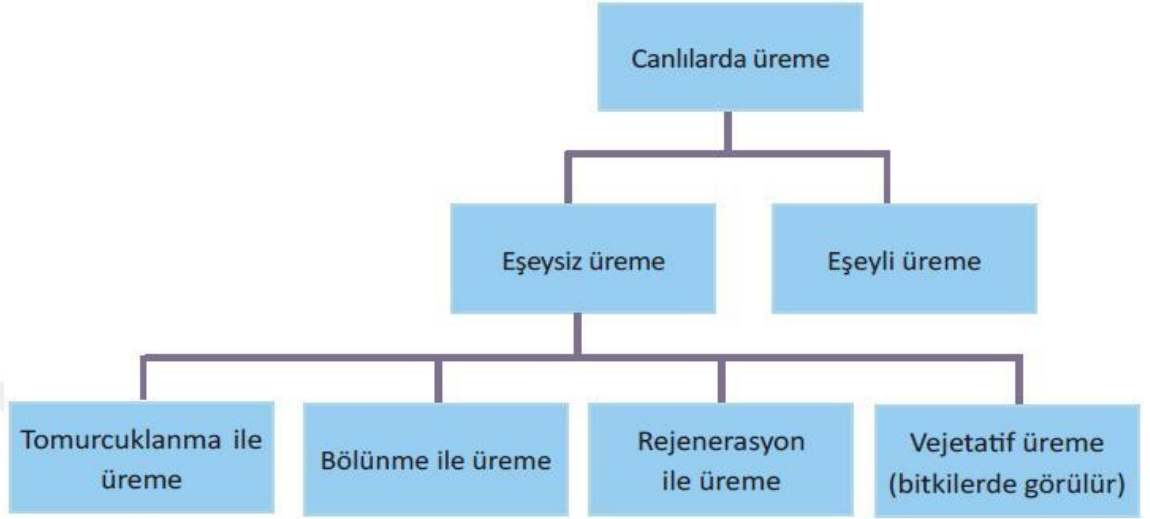 Canlılarda üreme
Eşeysiz üreme
Eşeyli üreme
Tomurcuklanma ile
üreme
Bölünme ile üreme
Rejenerasyon
ile üreme
Vejetatif üreme
(bitkilerde görülür)